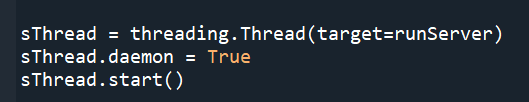 sThread = threading.Thread(target=runServer)
sThread.daemon = True
sThread.start()